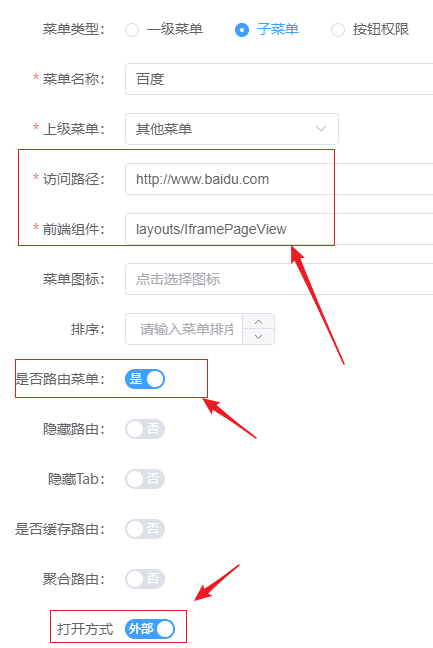 菜单类型： 一级菜单 子菜单 按钮权限
* 菜单名称： 百度
* 上级菜单： 其他菜单
* 访问路径： http://www.baidu.com
* 前端组件： layouts/IframePageView
菜单图标： 点击选择图标
排序： 请输入菜单排序
是否路由菜单： 是
隐藏路由： 否
隐藏Tab： 否
是否缓存路由： 否
聚合路由： 否
打开方式 外部